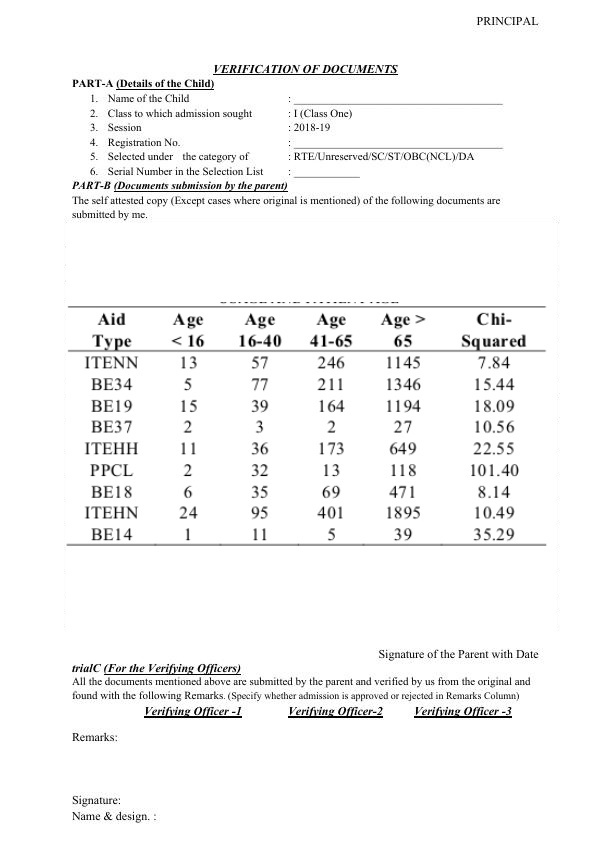 PRINCIPAL
VERIFICATION OF DOCUMENTS
PART-A (Details of the Child)
1. Name of the Child : ______________________________________
2. Class to which admission sought : I (Class One)
3. Session : 2018-19
4. Registration No. : ______________________________________
5. Selected under the category of : RTE/Unreserved/SC/ST/OBC(NCL)/DA
6. Serial Number in the Selection List : ____________
PART-B (Documents submission by the parent)
The self attested copy (Except cases where original is mentioned) of the following documents are
submitted by me.
Aid Age Age Age Age > Chi-
Type < 16 16-40 41-65 65 Squared
ITENN 13 57 246 1145 7.84
BE34 5 77 211 1346 15.44
BE19 15 39 164 1194 18.09
BE37 2 3 2 27 10.56
ITEHH 11 36 173 649 22.55
PPCL 2 32 13 118 101.40
BE18 6 35 69 471 8.14
ITEHN 24 95 401 1895 10.49
BE14 1 11 5 39 35.29
Signature of the Parent with Date
trialC (For the Verifying Officers)
All the documents mentioned above are submitted by the parent and verified by us from the original and
found with the following Remarks. (Specify whether admission is approved or rejected in Remarks Column)
Verifying Officer -1 Verifying Officer-2 Verifying Officer -3
Remarks:
Signature:
Name & design. :